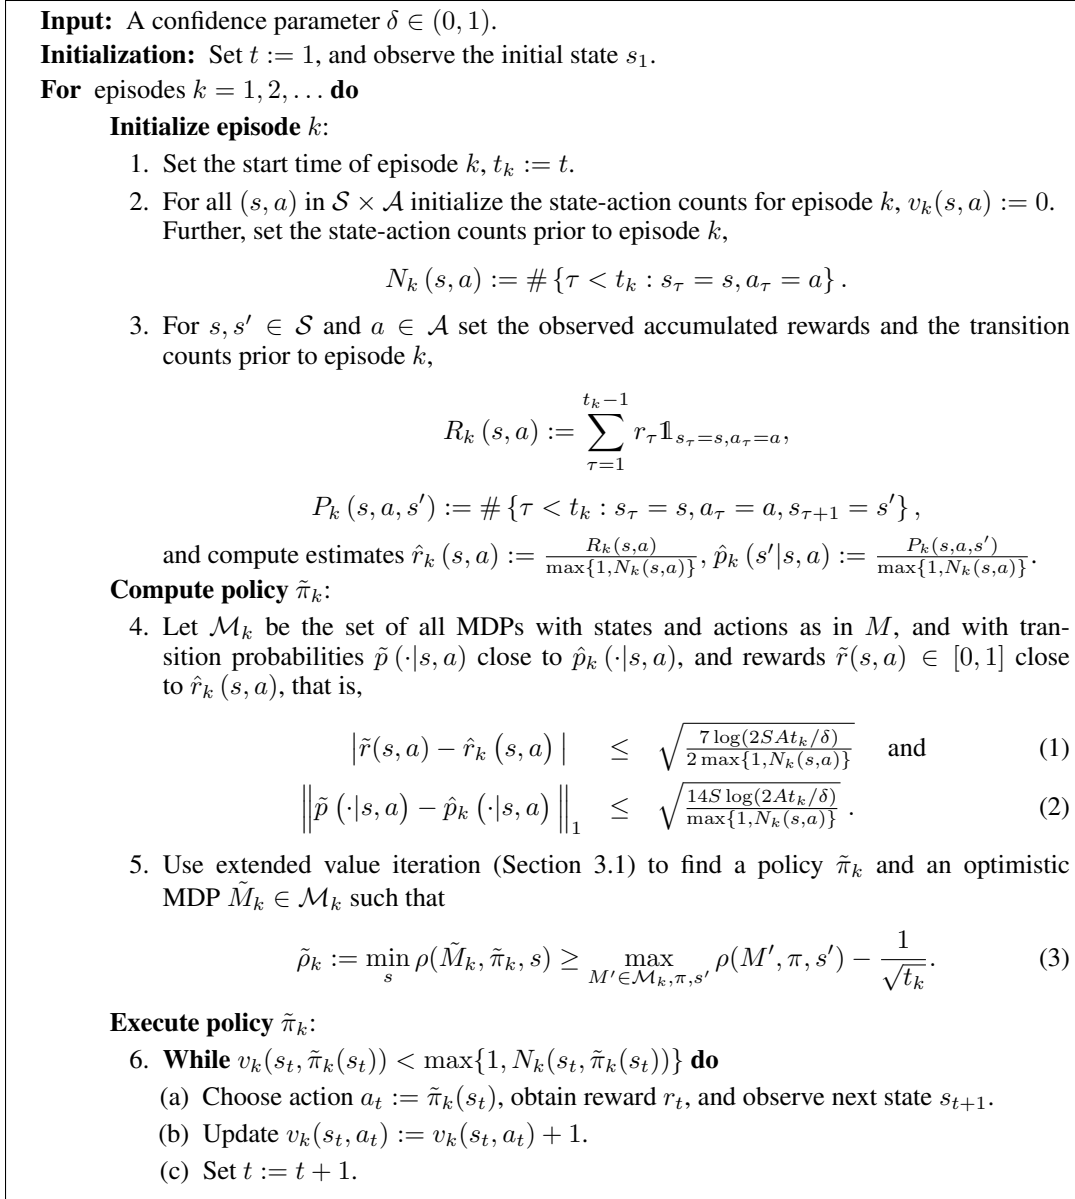 Input: A confidence parameter δ ∈ (0, 1).
Initialization: Set t := 1, and observe the initial state s₁.
For episodes k = 1, 2, . . . do
Initialize episode k:
1. Set the start time of episode k, t_k := t.
2. For all (s, a) in 𝒮 × 𝒜 initialize the state-action counts for episode k, v_k(s, a) := 0.
Further, set the state-action counts prior to episode k,
N_k (s, a) := # {τ < t_k : s_τ = s, a_τ = a} .
3. For s, s′ ∈ 𝒮 and a ∈ 𝒜 set the observed accumulated rewards and the transition
counts prior to episode k,
R_k (s, a) := ∑_{τ=1}^{t_k−1} r_τ 𝟙_{s_τ=s,a_τ=a},
P_k (s, a, s′) := # {τ < t_k : s_τ = s, a_τ = a, s_{τ+1} = s′} ,
and compute estimates r̂_k (s, a) := R_k(s,a) / max{1,N_k(s,a)}, p̂_k (s′|s, a) := P_k(s,a,s′) / max{1,N_k(s,a)}.
Compute policy π̃_k:
4. Let ℳ_k be the set of all MDPs with states and actions as in M, and with tran-
sition probabilities p̃ (·|s, a) close to p̂_k (·|s, a), and rewards r̃(s, a) ∈ [0, 1] close
to r̂_k (s, a), that is,
|r̃(s, a) − r̂_k (s, a)| ≤ √(7 log(2SAt_k/δ) / 2 max{1,N_k(s,a)}) and (1)
‖p̃ (·|s, a) − p̂_k (·|s, a)‖₁ ≤ √(14S log(2At_k/δ) / max{1,N_k(s,a)}) . (2)
5. Use extended value iteration (Section 3.1) to find a policy π̃_k and an optimistic
MDP M̃_k ∈ ℳ_k such that
ρ̃_k := min_s ρ(M̃_k, π̃_k, s) ≥ max_{M′∈ℳ_k,π,s′} ρ(M′, π, s′) − 1/√t_k. (3)
Execute policy π̃_k:
6. While v_k(s_t, π̃_k(s_t)) < max{1, N_k(s_t, π̃_k(s_t))} do
(a) Choose action a_t := π̃_k(s_t), obtain reward r_t, and observe next state s_{t+1}.
(b) Update v_k(s_t, a_t) := v_k(s_t, a_t) + 1.
(c) Set t := t + 1.